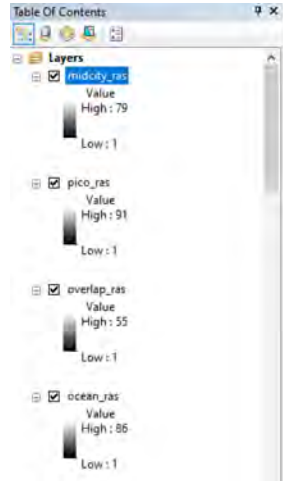 Table Of Contents
Layers
midcity_ras
Value
High : 79
Low : 1
pico_ras
Value
High : 91
Low : 1
overlap_ras
Value
High : 55
Low : 1
ocean_ras
Value
High : 86
Low : 1